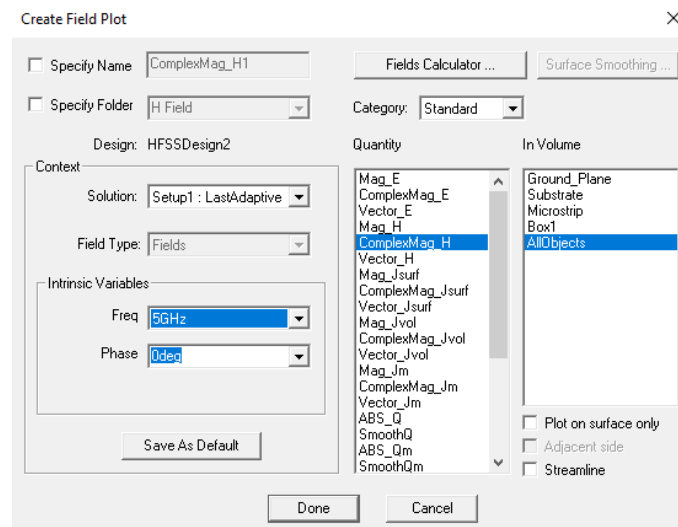 Create Field Plot
Specify Name ComplexMag_H1
Specify Folder H Field
Design: HFSSDesign2
Context
Solution: Setup1 : LastAdaptive
Field Type: Fields
Intrinsic Variables
Freq 5GHz
Phase 0deg
Save As Default
Fields Calculator ...
Surface Smoothing ...
Category: Standard
Quantity
Mag_E
ComplexMag_E
Vector_E
Mag_H
ComplexMag_H
Vector_H
Mag_Jsurf
ComplexMag_Jsurf
Vector_Jsurf
Mag_Jvol
ComplexMag_Jvol
Vector_Jvol
Mag_Jm
ComplexMag_Jm
Vector_Jm
ABS_Q
SmoothQ
ABS_Qm
SmoothQm
In Volume
Ground_Plane
Substrate
Microstrip
Box1
AllObjects
Plot on surface only
Adjacent side
Streamline
Done
Cancel